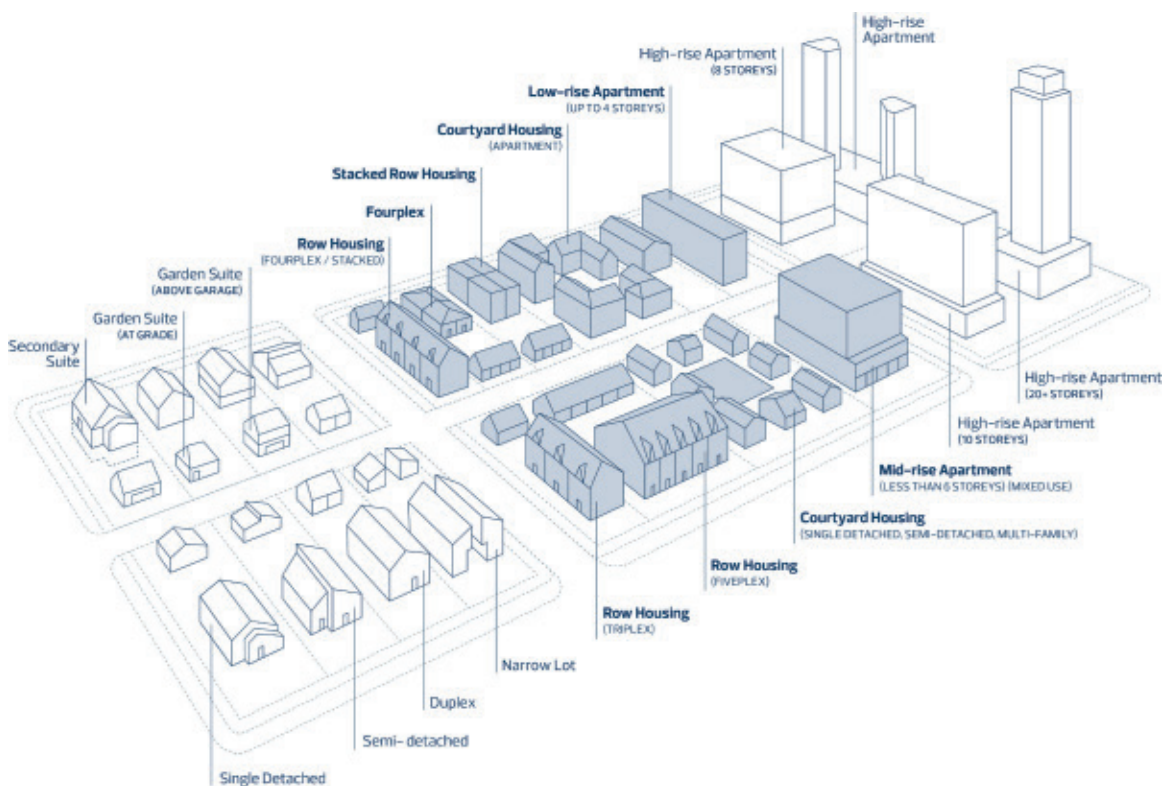 High-rise
Apartment
High-rise Apartment
(8 STOREYS)
Low-rise Apartment
(UP TO 4 STOREYS)
Courtyard Housing
(APARTMENT)
Stacked Row Housing
Fourplex
Row Housing
(FOURPLEX / STACKED)
Garden Suite
(ABOVE GARAGE)
Garden Suite
(AT GRADE)
Secondary
Suite
High-rise Apartment
(20+ STOREYS)
High-rise Apartment
(10 STOREYS)
Mid-rise Apartment
(LESS THAN 6 STOREYS) (MIXED USE)
Courtyard Housing
(SINGLE DETACHED, SEMI-DETACHED, MULTI-FAMILY)
Row Housing
(FIVEPLEX)
Row Housing
(TRIPLEX)
Narrow Lot
Duplex
Semi- detached
Single Detached